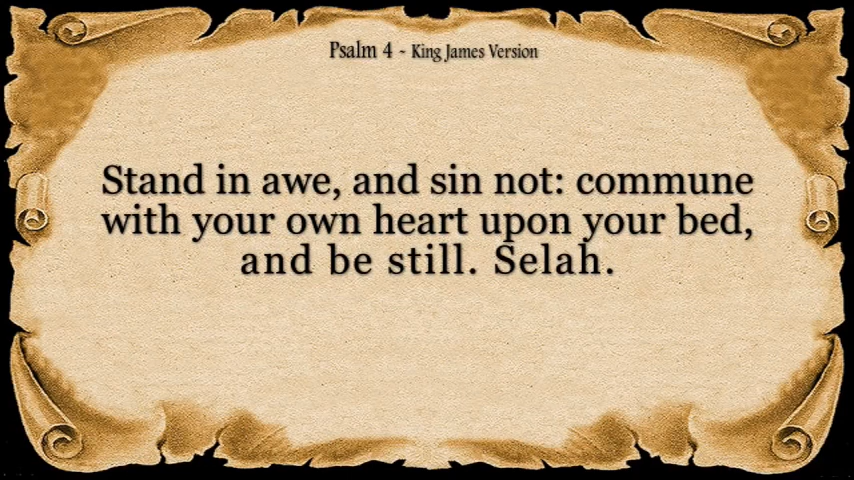 Psalm 4 - King James Version
Stand in awe, and sin not: commune
with your own heart upon your bed,
and be still. Selah.